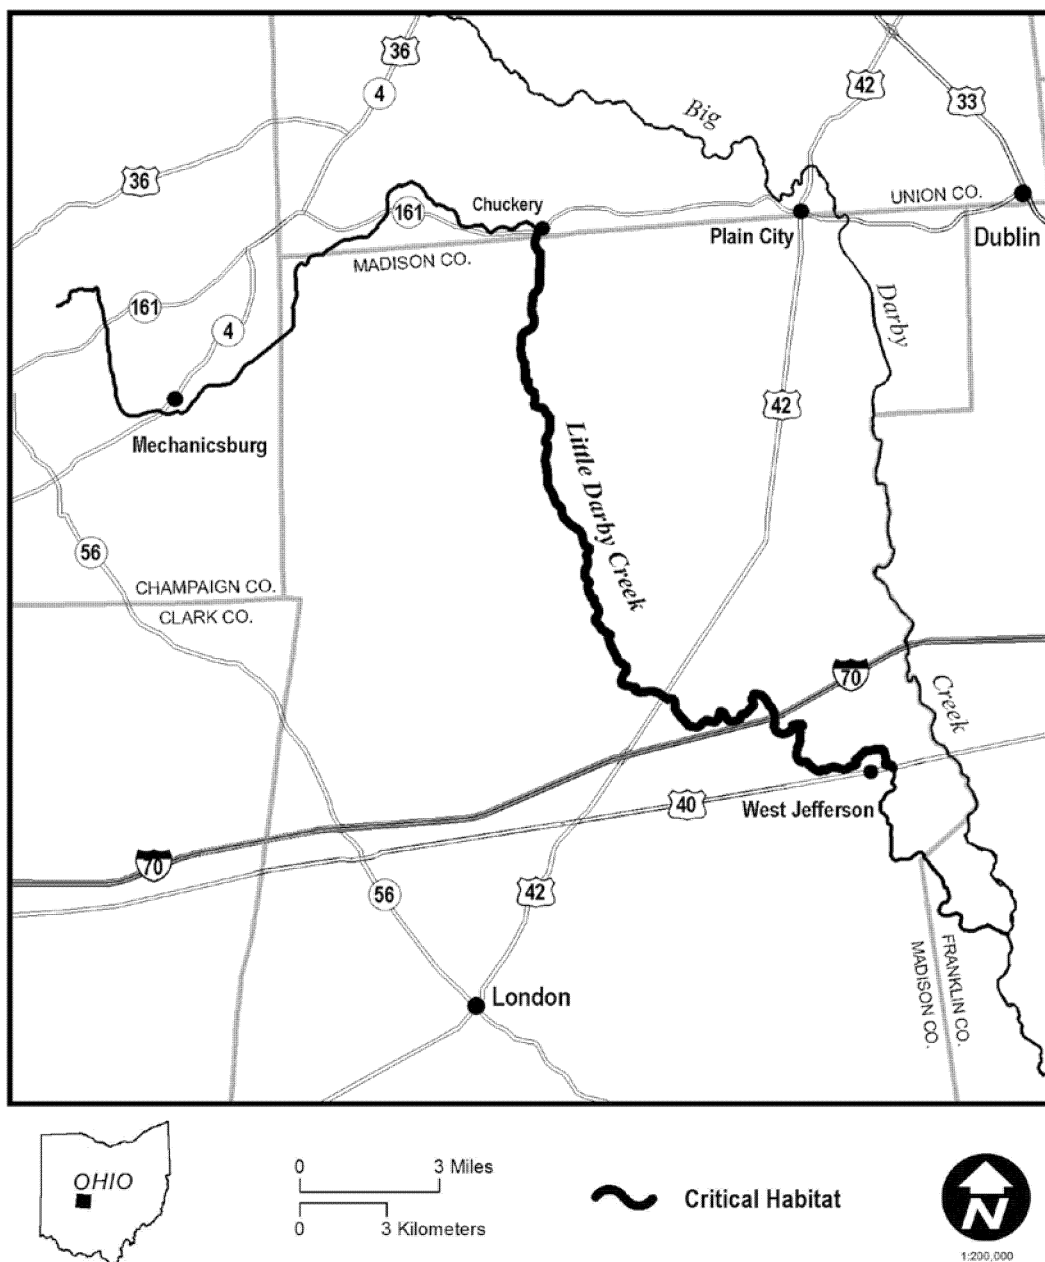 36
4
42
33
Big
36
161
Chuckery
UNION CO.
Plain City
Dublin
MADISON CO.
161
4
Darby
42
Mechanicsburg
Little Darby Creek
56
CHAMPAIGN CO.
CLARK CO.
70
Creek
40
West Jefferson
70
56
42
FRANKLIN CO.
MADISON CO.
London
OHIO
0 3 Miles
0 3 Kilometers
Critical Habitat
N
1:200,000